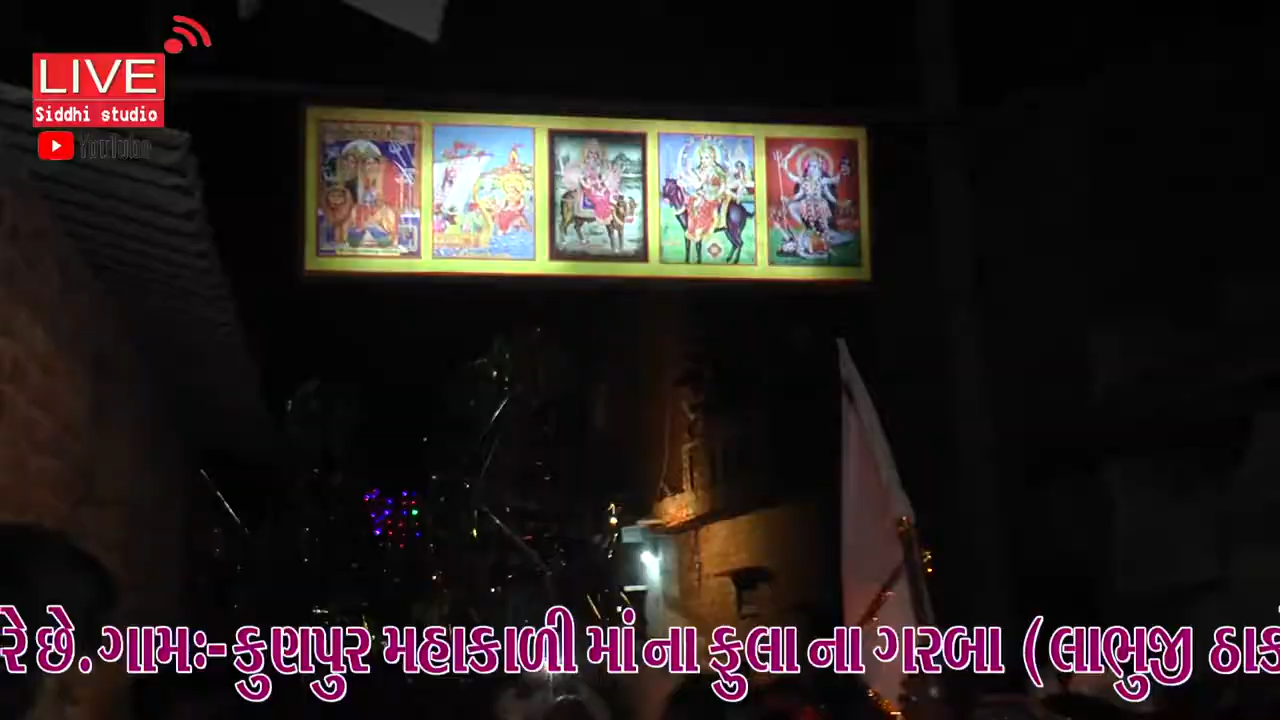 LIVE
Siddhi studio
YouTube
રે છે. ગામઃ- કુણપુર મહાકાળી માં ના ફુલા ના ગરબા ( લાભુજી